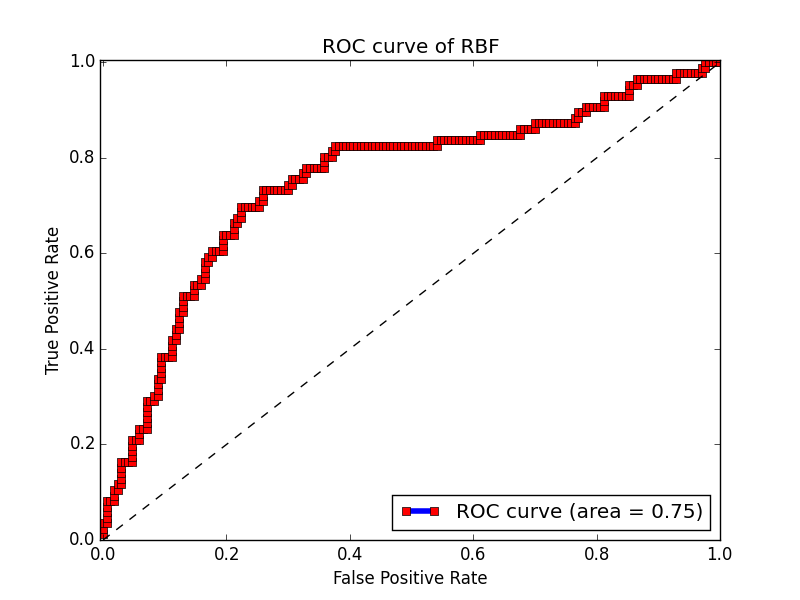 ROC curve of RBF
1.0
0.8
0.6
0.4
0.2
0.0
True Positive Rate
0.0 0.2 0.4 0.6 0.8 1.0
False Positive Rate
ROC curve (area = 0.75)